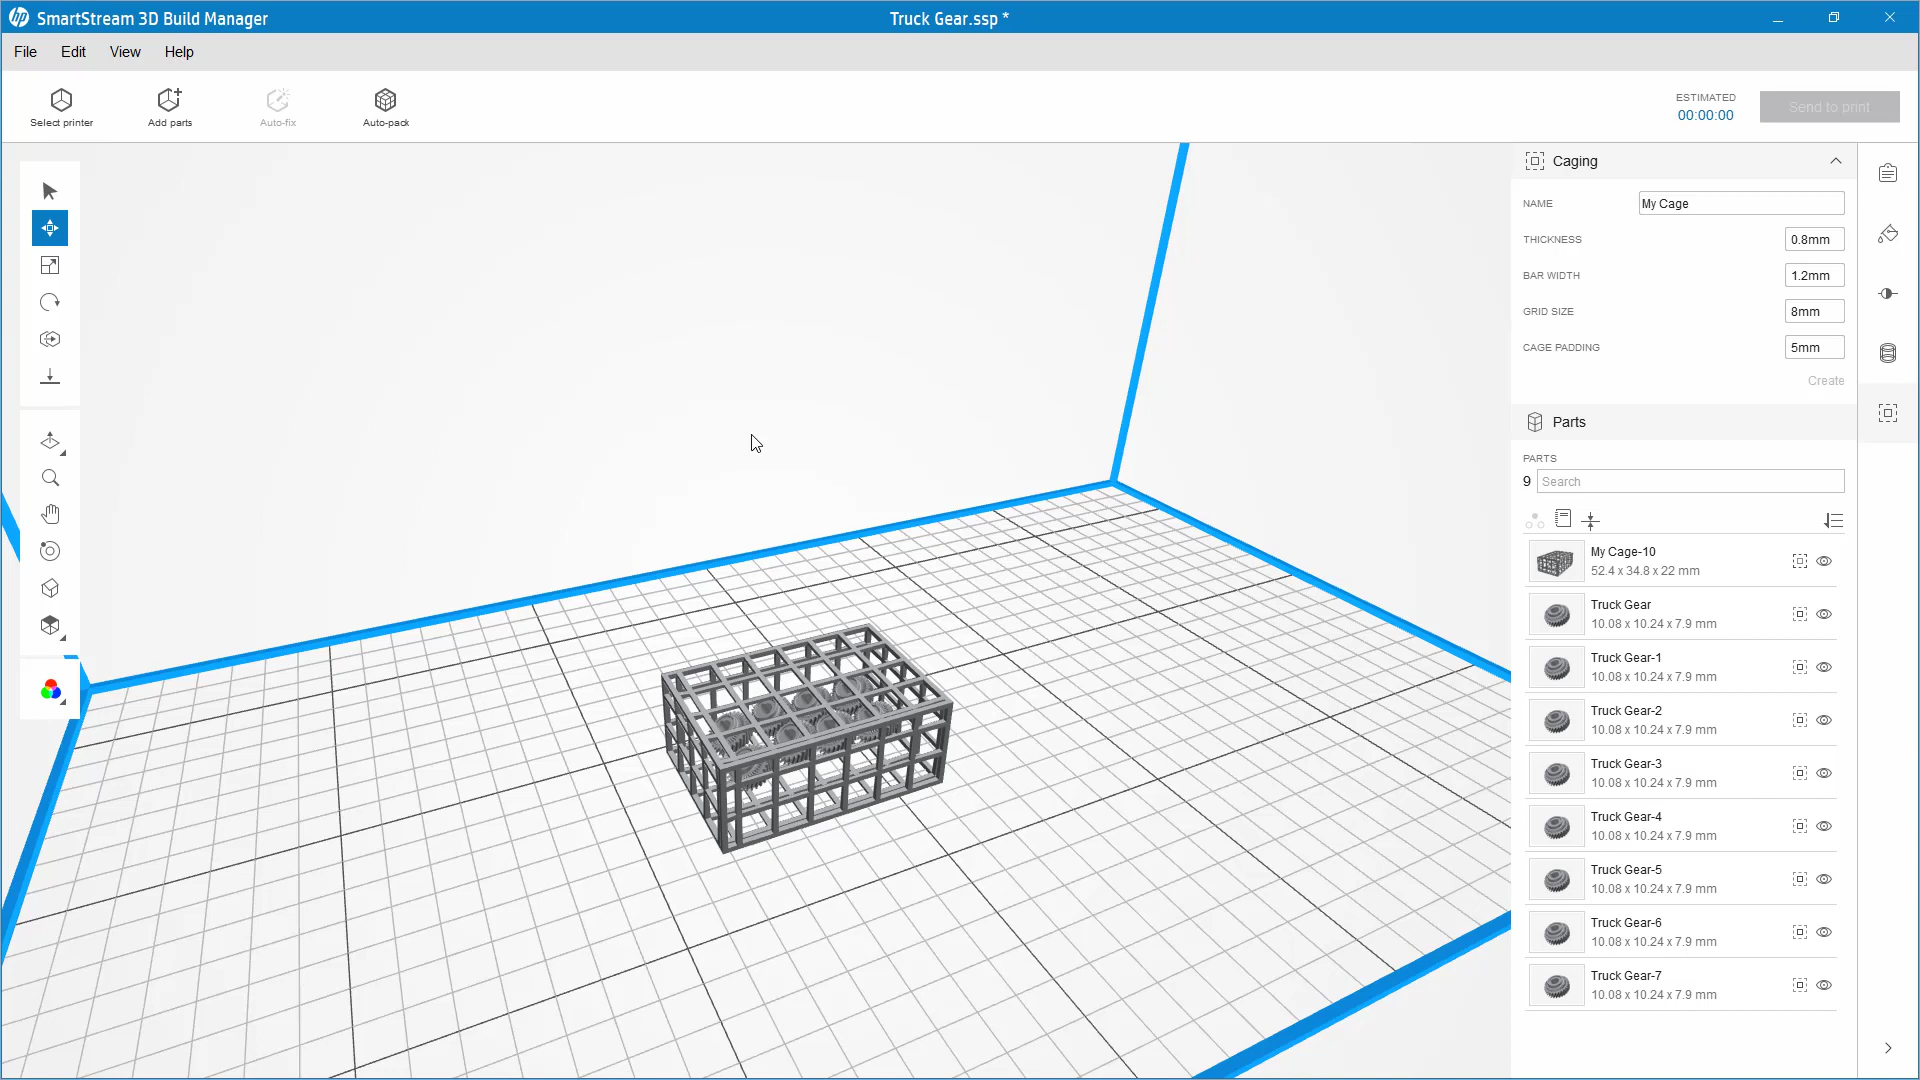 hp SmartStream 3D Build Manager
Truck Gear.ssp *
File Edit View Help
Select printer
Add parts
Auto-fix
Auto-pack
ESTIMATED
00:00:00
Send to print
Caging
NAME My Cage
THICKNESS 0.8mm
BAR WIDTH 1.2mm
GRID SIZE 8mm
CAGE PADDING 5mm
Create
Parts
PARTS
9 Search
My Cage-10
52.4 x 34.8 x 22 mm
Truck Gear
10.08 x 10.24 x 7.9 mm
Truck Gear-1
10.08 x 10.24 x 7.9 mm
Truck Gear-2
10.08 x 10.24 x 7.9 mm
Truck Gear-3
10.08 x 10.24 x 7.9 mm
Truck Gear-4
10.08 x 10.24 x 7.9 mm
Truck Gear-5
10.08 x 10.24 x 7.9 mm
Truck Gear-6
10.08 x 10.24 x 7.9 mm
Truck Gear-7
10.08 x 10.24 x 7.9 mm